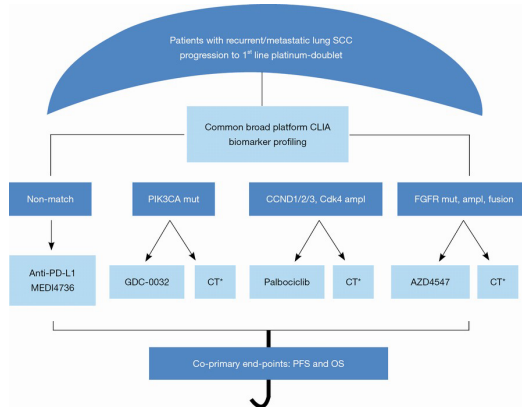 Patients with recurrent/metastatic lung SCC
progression to 1st line platinum-doublet
Common broad platform CLIA
biomarker profiling
Non-match
PIK3CA mut
CCND1/2/3, Cdk4 ampl
FGFR mut, ampl, fusion
Anti-PD-L1
MEDI4736
GDC-0032
CT*
Palbociclib
CT*
AZD4547
CT*
Co-primary end-points: PFS and OS